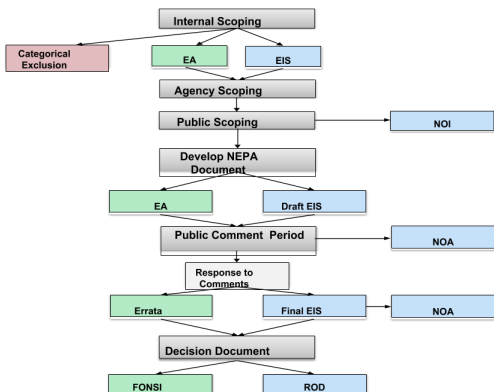 Internal Scoping
Categorical
Exclusion
EA
EIS
Agency Scoping
Public Scoping
NOI
Develop NEPA
Document
EA
Draft EIS
Public Comment Period
NOA
Response to
Comments
Errata
Final EIS
NOA
Decision Document
FONSI
ROD